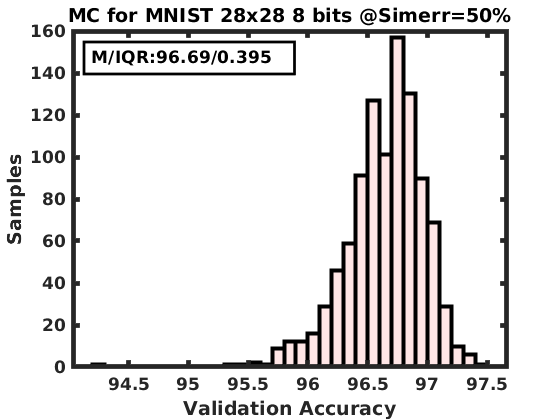 MC for MNIST 28x28 8 bits @Simerr=50%
M/IQR:96.69/0.395
160
140
120
100
80
60
40
20
0
Samples
94.5 95 95.5 96 96.5 97 97.5
Validation Accuracy